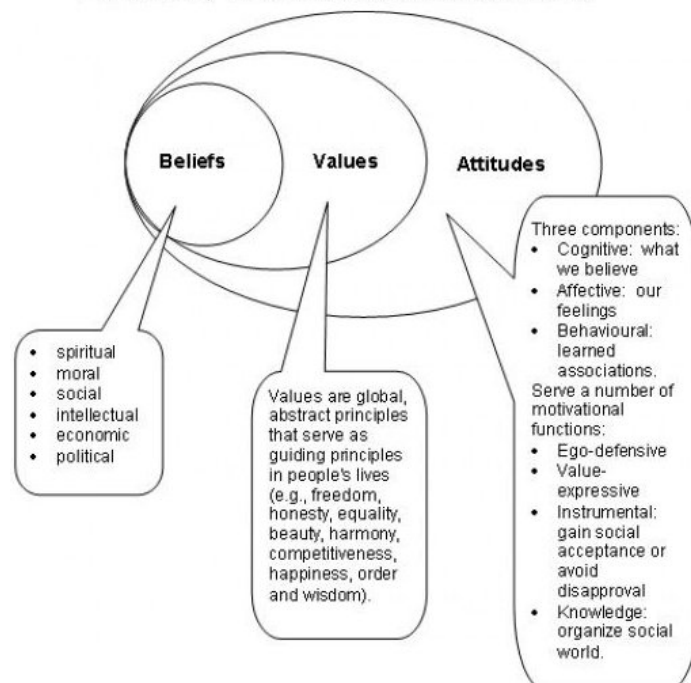 Beliefs
Values
Attitudes
• spiritual
• moral
• social
• intellectual
• economic
• political
Values are global,
abstract principles
that serve as
guiding principles
in people's lives
(e.g., freedom,
honesty, equality,
beauty, harmony,
competitiveness,
happiness, order
and wisdom).
Three components:
• Cognitive: what
we believe
• Affective: our
feelings
• Behavioural:
learned
associations.
Serve a number of
motivational
functions:
• Ego-defensive
• Value-
expressive
• Instrumental:
gain social
acceptance or
avoid
disapproval
• Knowledge:
organize social
world.